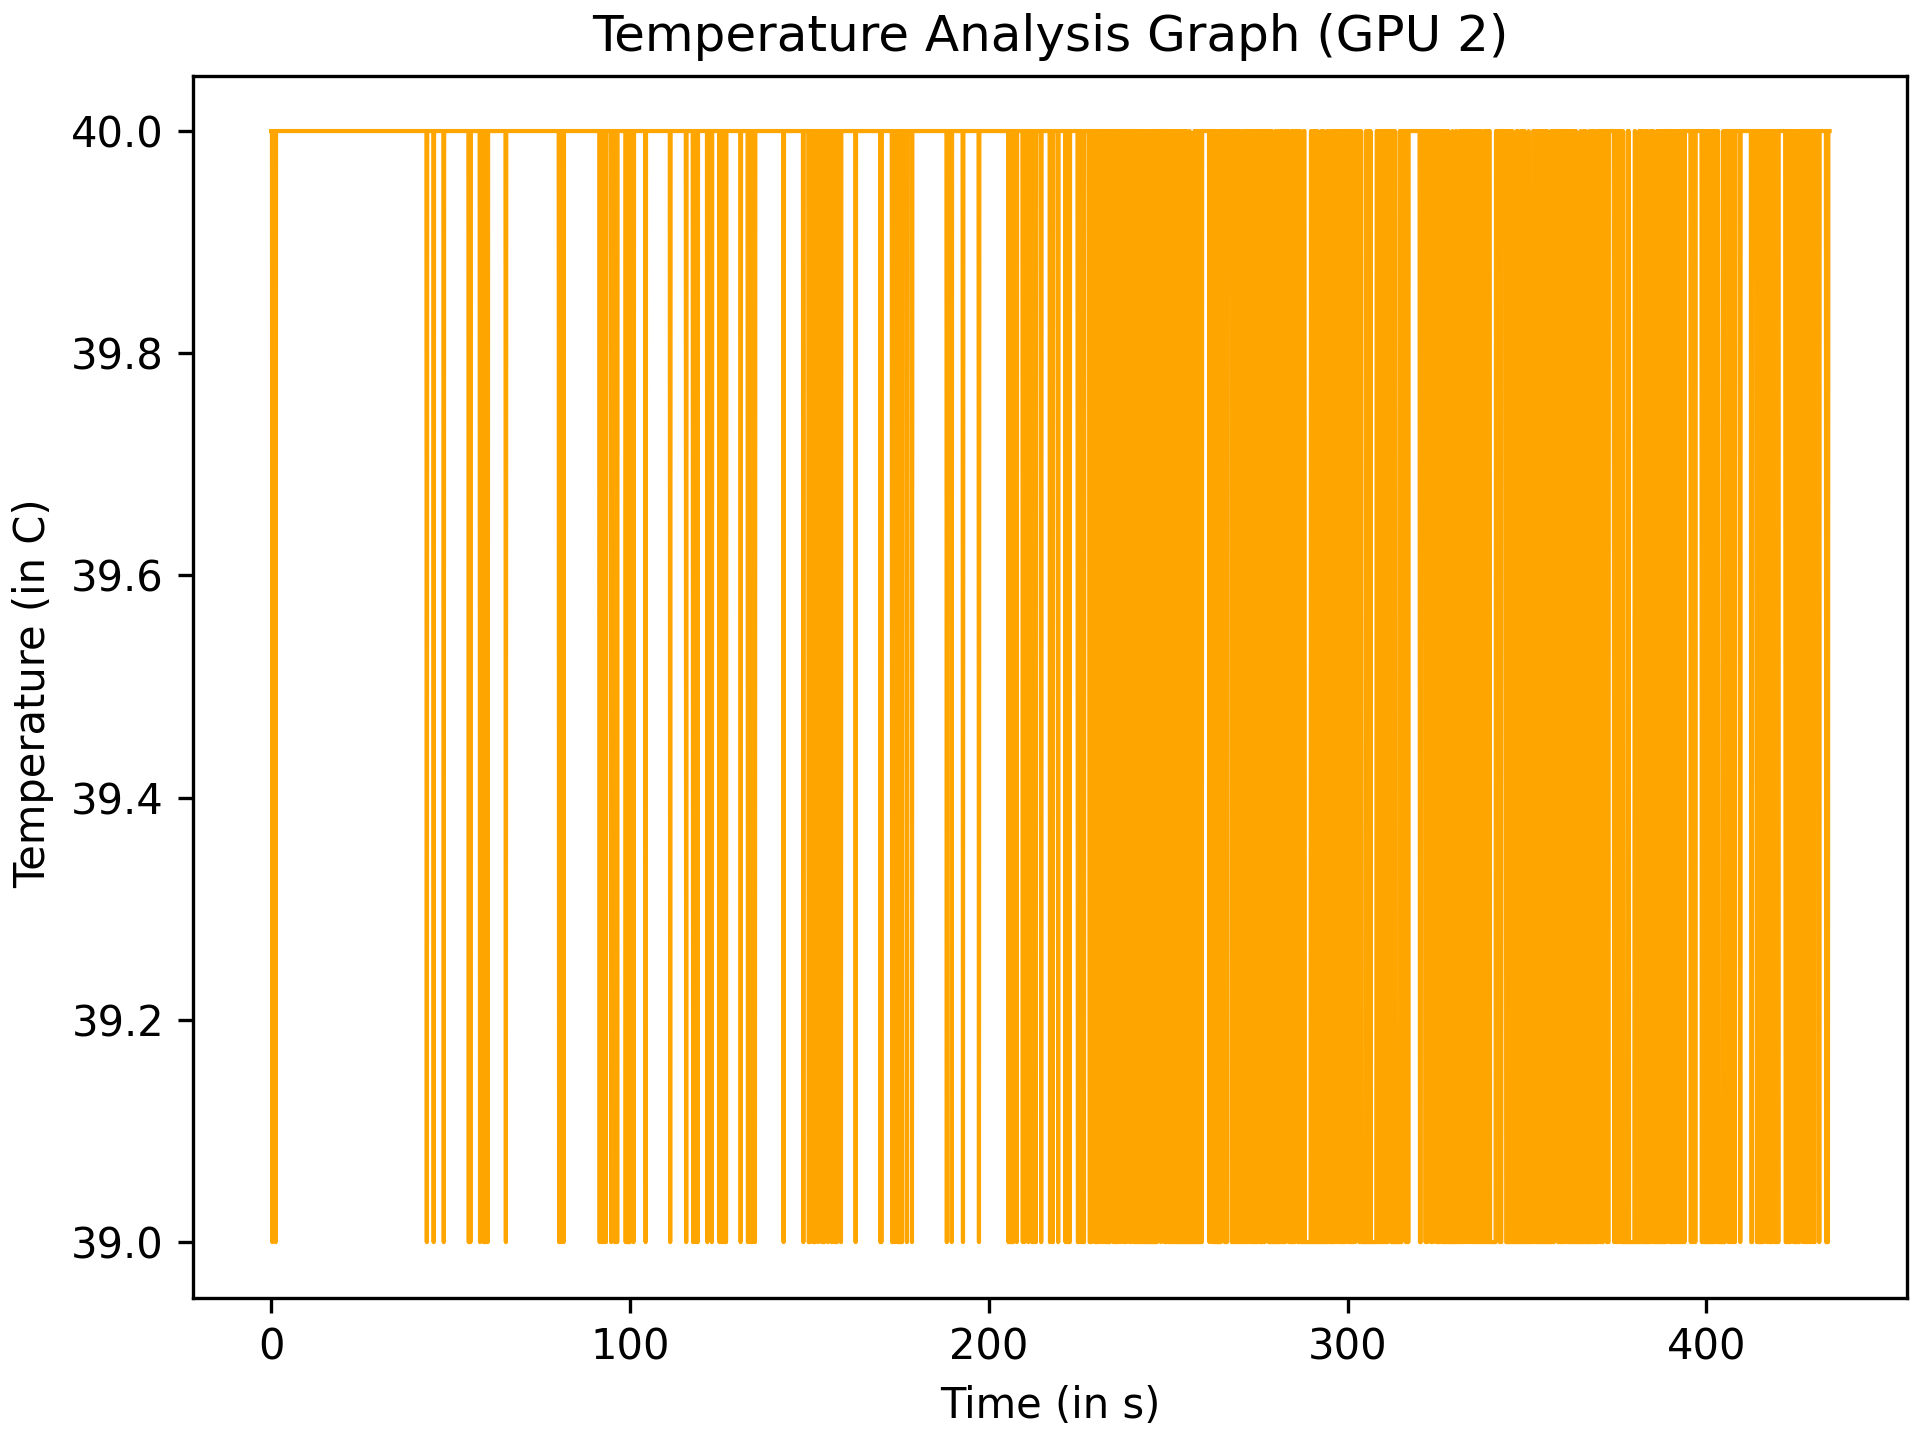 Temperature Analysis Graph (GPU 2)
40.0
39.8
39.6
39.4
39.2
39.0
Temperature (in C)
0 100 200 300 400
Time (in s)